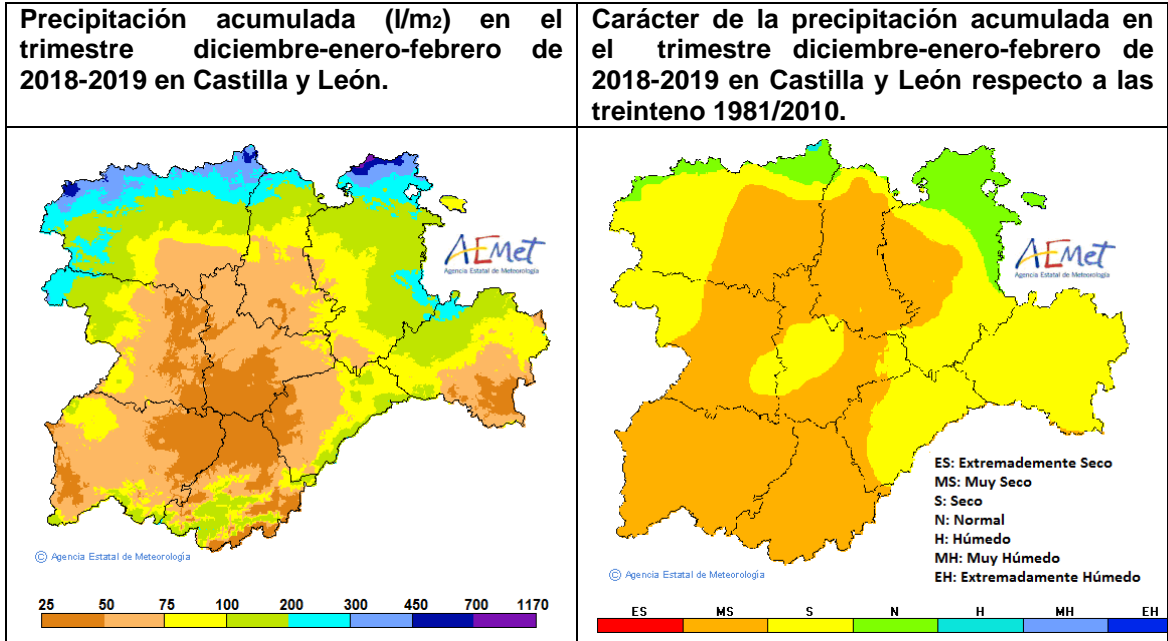 Precipitación acumulada (l/m2) en el
trimestre diciembre-enero-febrero de
2018-2019 en Castilla y León.
Carácter de la precipitación acumulada en
el trimestre diciembre-enero-febrero de
2018-2019 en Castilla y León respecto a las
treinteno 1981/2010.
AEMet
Agencia Estatal de Meteorología
© Agencia Estatal de Meteorología
25 50 75 100 200 300 450 700 1170
AEMet
Agencia Estatal de Meteorología
ES: Extremademente Seco
MS: Muy Seco
S: Seco
N: Normal
H: Húmedo
MH: Muy Húmedo
EH: Extremadamente Húmedo
© Agencia Estatal de Meteorología
ES MS S N H MH EH